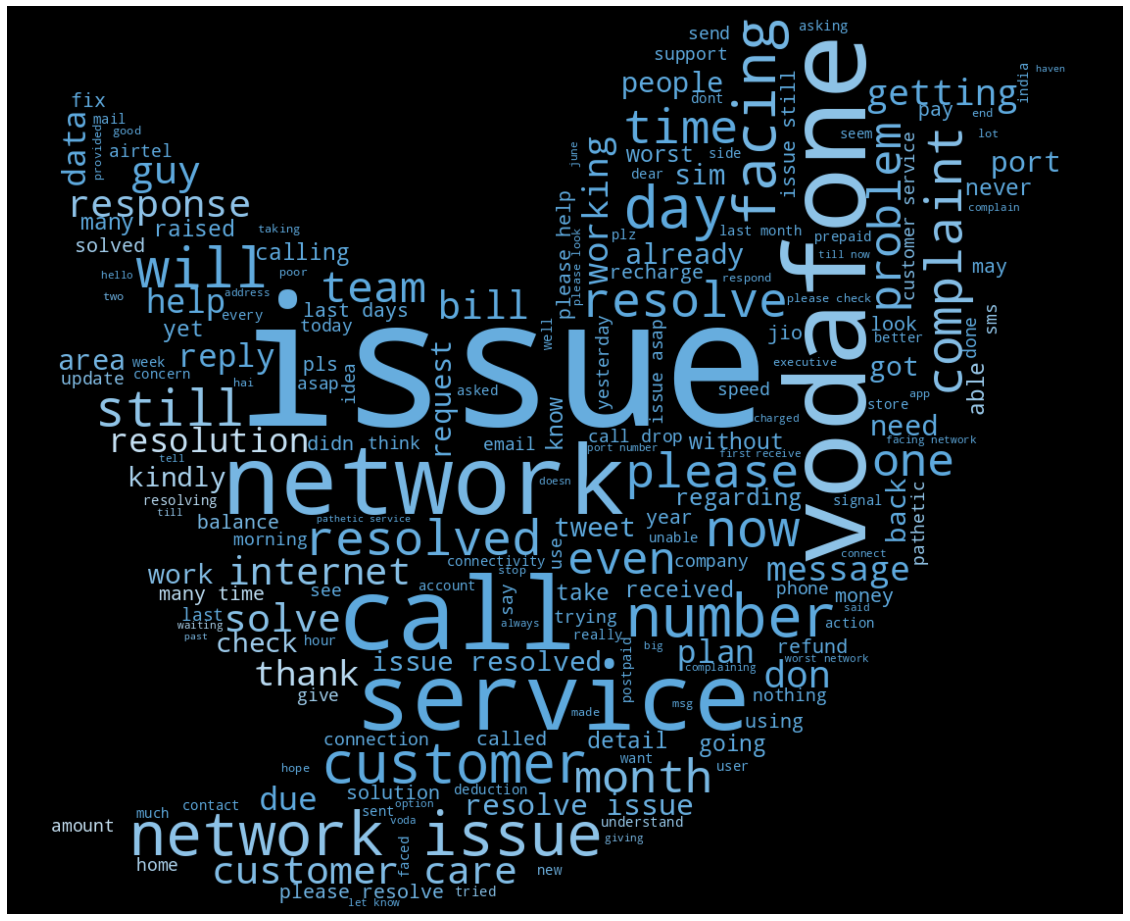 send
asking
support
facing
vodafone
people
dont
issue still
getting
india
haven
fix
mail
good
data
provided
airtel
guy
time
june
working
worst
side
seem
pay
end
lot
problem
customer service
complaint
port
never
complain
response
many
raised
taking
solved
calling
dear
sim
day
plz
last month
prepaid
till now
may
please help
please look
already
recharge
respond
hello
two
will
poor
help
address
every
team
last days
today
bill
resolve
please check
jio
look
better
sms
done
able
yet
issue
well
yesterday
issue asap
executive
area
week
update
concern
reply
hai
pls
asap
idea
request
asked
speed
charged
got
store
app
still
resolution
tell
didn
think
email
know
call drop
port number
without
first
receive
need
facing network
kindly
resolving
till
network
doesn
please
regarding
signal
one
back
pathetic
balance
morning
pathetic service
resolved
tweet
year
unable
now
connect
connectivity
use
even
company
message
work
internet
many time
see
account
stop
say
always
call
take
trying
received
phone
money
said
action
last
waiting
past
solve
check
hour
really
number
big
complaining
plan
refund
worst network
thank
give
issue resolved
postpaid
msg
don
nothing
service
made
using
connection
called
detail
want
going
user
customer
hope
month
due
solution
deduction
option
sent
voda
resolve issue
much
contact
amount
network issue
understand
giving
home
customer care
faced
new
please resolve
tried
let know